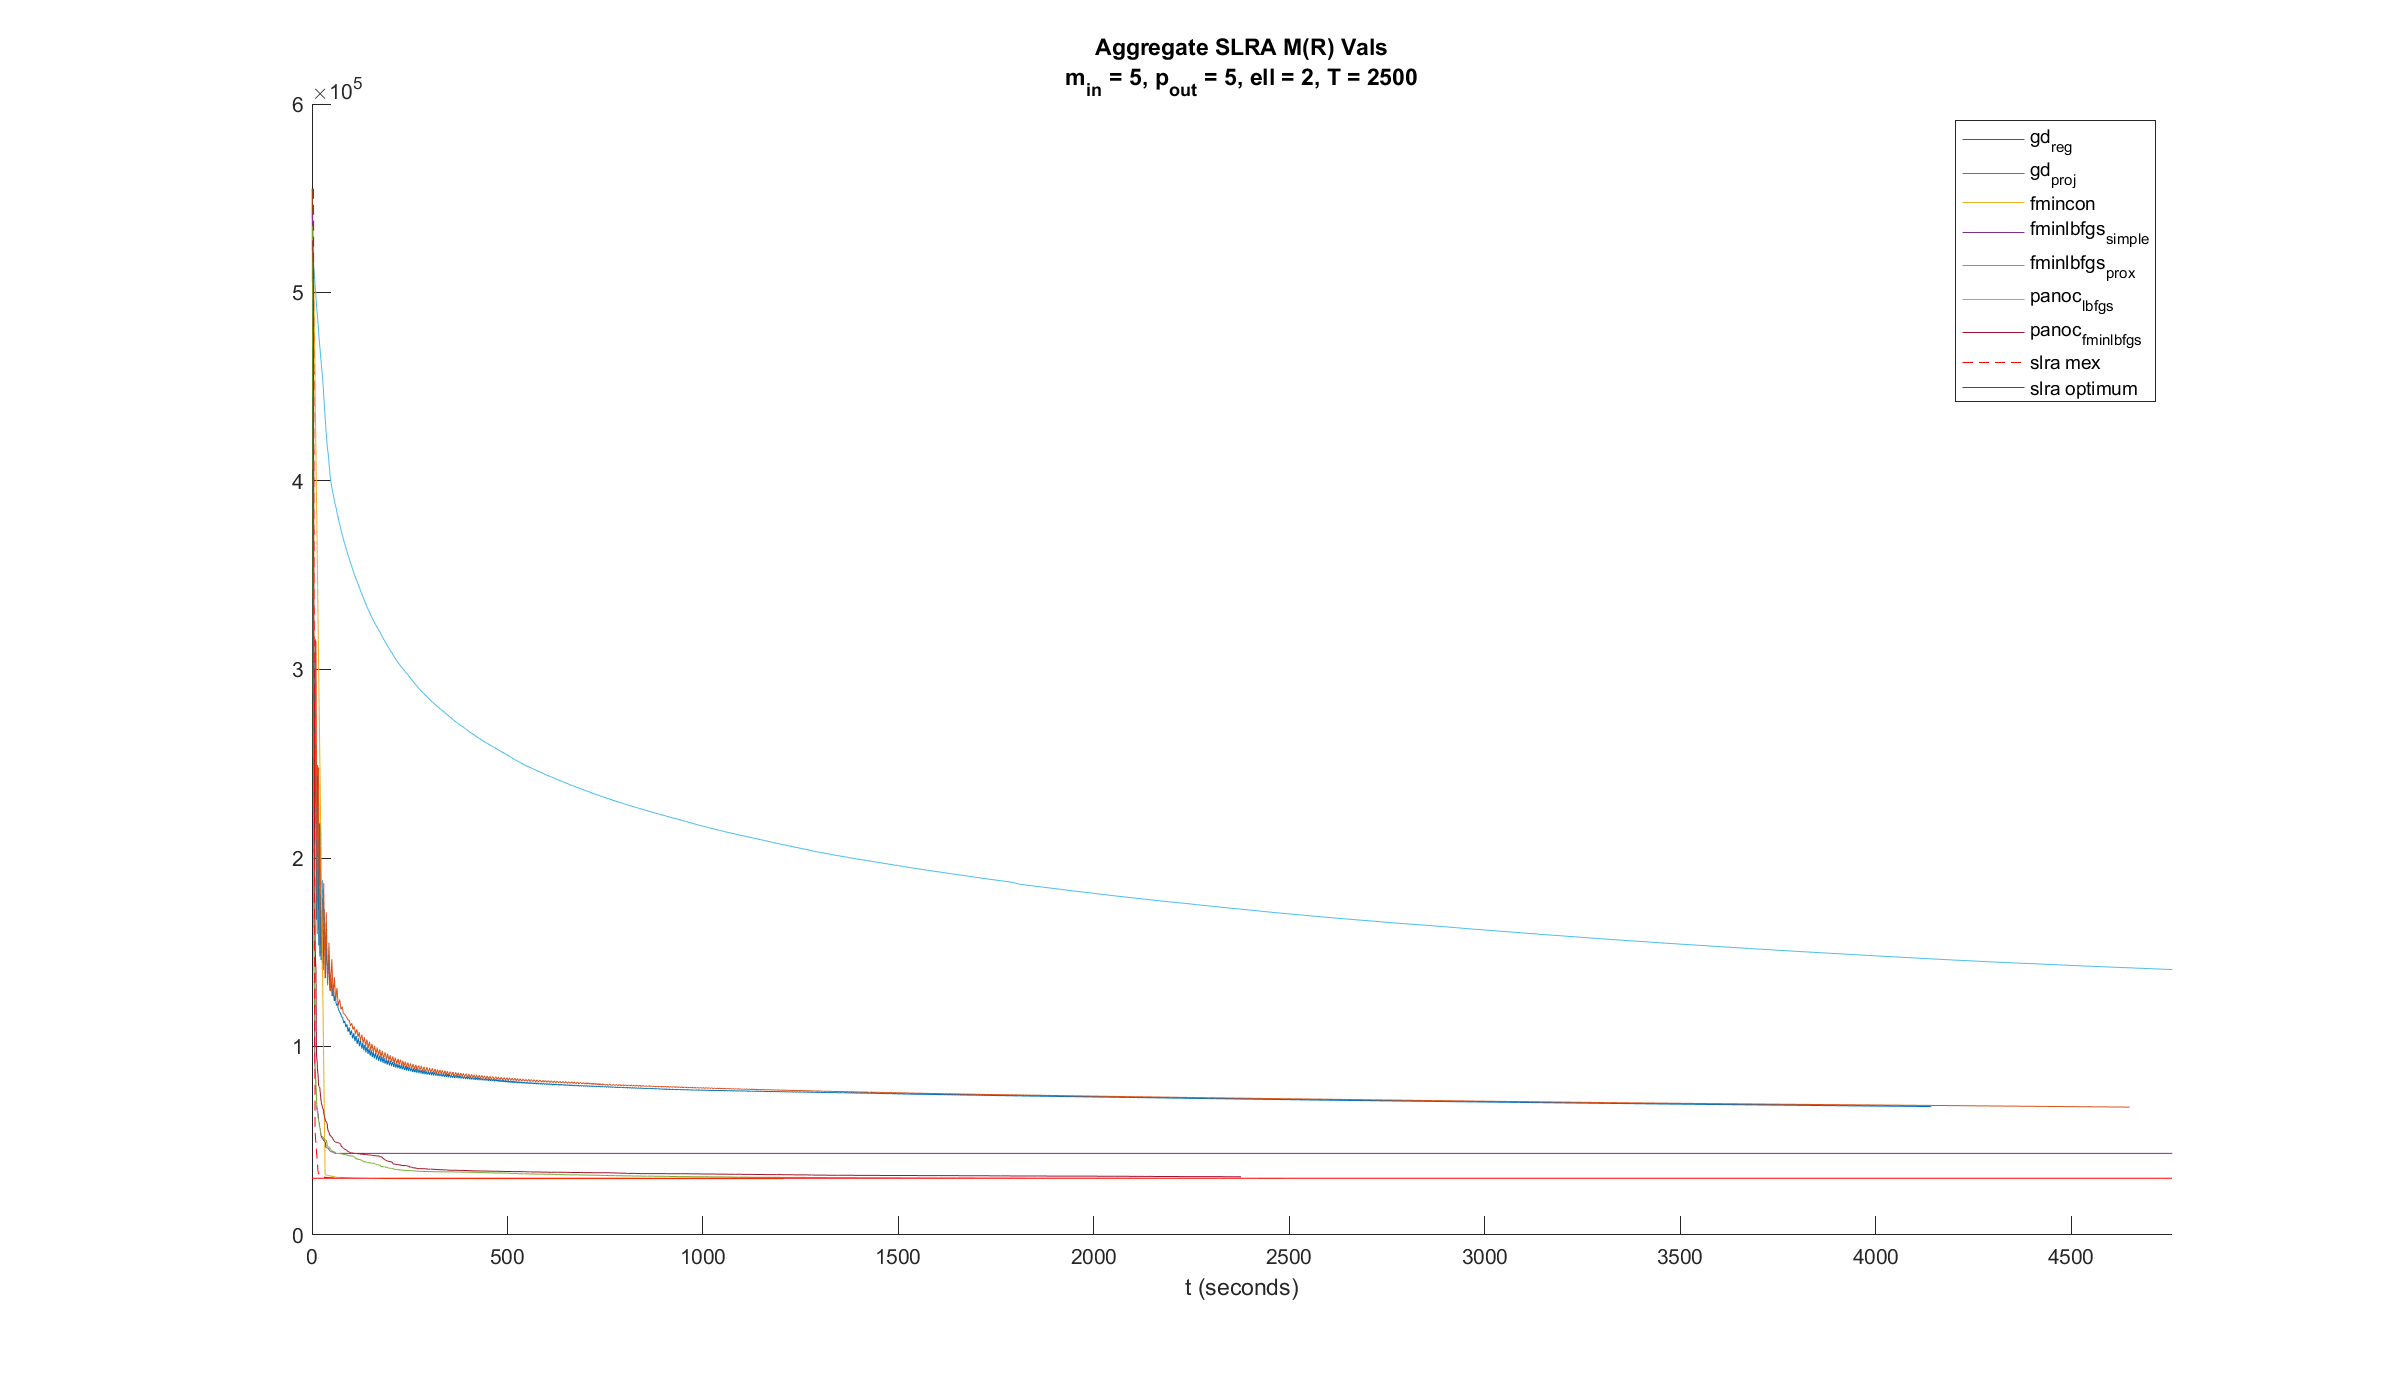 Aggregate SLRA M(R) Vals
m_in = 5, p_out = 5, ell = 2, T = 2500
×10^5
6
5
4
3
2
1
0
0 500 1000 1500 2000 2500 3000 3500 4000 4500
t (seconds)
gd_reg
gd_proj
fmincon
fminlbfgs_simple
fminlbfgs_prox
panoc_lbfgs
panoc_fminlbfgs
slra mex
slra optimum